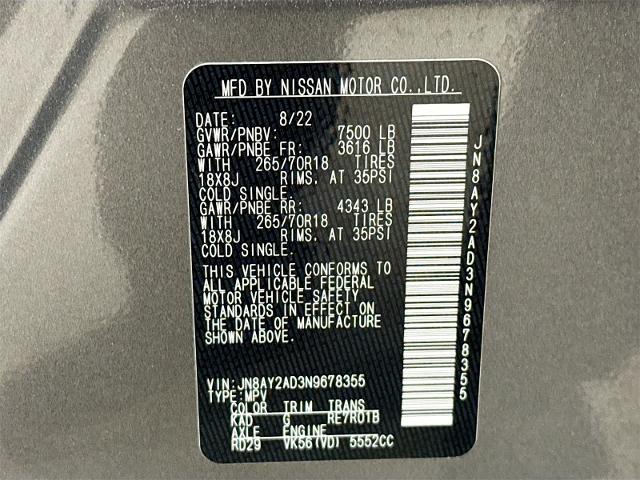 MFD BY NISSAN MOTOR CO.,LTD.
DATE: 8/22
GVWR/PNBV: 7500 LB
GAWR/PNBE FR: 3616 LB
WITH 265/70R18 TIRES
18X8J RIMS, AT 35PSI
COLD SINGLE.
GAWR/PNBE RR: 4343 LB
WITH 265/70R18 TIRES
18X8J RIMS, AT 35PSI
COLD SINGLE.
THIS VEHICLE CONFORMS TO
ALL APPLICABLE FEDERAL
MOTOR VEHICLE SAFETY
STANDARDS IN EFFECT ON
THE DATE OF MANUFACTURE
SHOWN ABOVE.
VIN:JN8AY2AD3N9678355
TYPE:MPV
COLOR TRIM TRANS
KAD G RE7R01B
AXLE ENGINE
RD29 VK56(VD) 5552CC
JN8AY2AD3N9678355